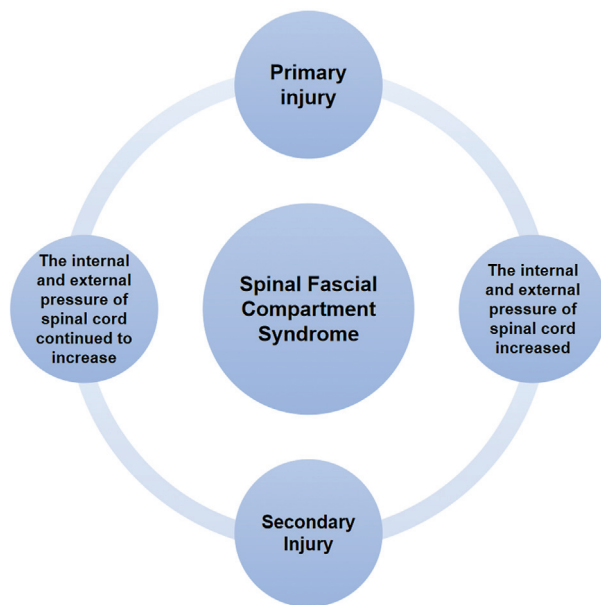 Primary
injury
The internal
and external
pressure of
spinal cord
continued to
increase
Spinal Fascial
Compartment
Syndrome
The internal
and external
pressure of
spinal cord
increased
Secondary
Injury